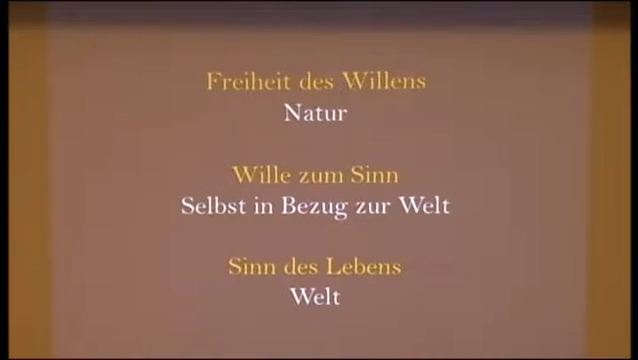 Freiheit des Willens
Natur
Wille zum Sinn
Selbst in Bezug zur Welt
Sinn des Lebens
Welt